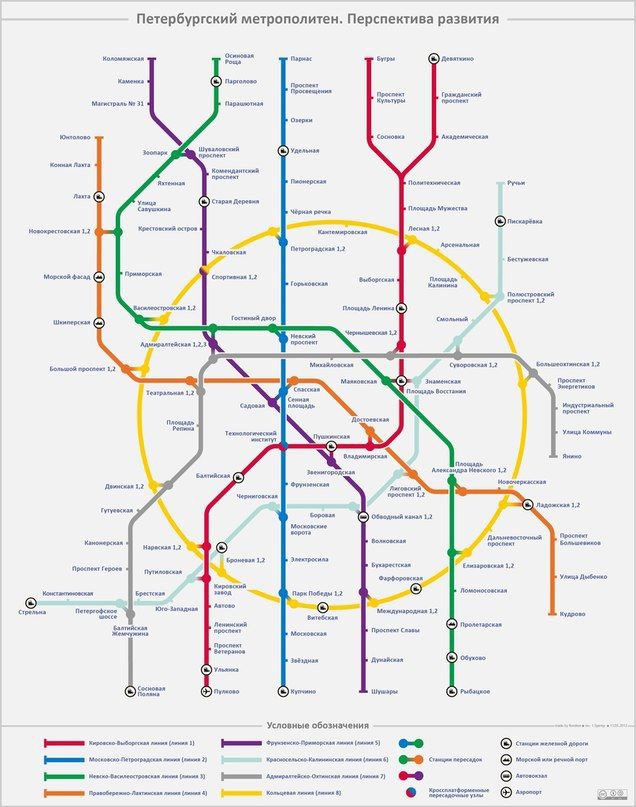 Петербургский метрополитен. Перспектива развития
Коломяжская
Каменка
Магистраль № 31
Осиновая
Роща
Парголово
Парашютная
Парнас
Проспект
Просвещения
Озерки
Удельная
Пионерская
Чёрная речка
Петроградная 1,2
Горьковская
Бугры
Проспект
Культуры
Сосновка
Девяткино
Гражданский
проспект
Академическая
Политехническая
Площадь Мужества
Лесная 1,2
Арсенальная
Выборгская
Площадь
Калинина
Площадь Ленина
Чернышевская 1,2
Ручьи
Пискарёвка
Бестужевская
Полюстровский
проспект 1,2
Смольный
Суворовская 1,2
Юнтолово
Конная Лахта
Лахта
Новокрестовская 1,2
Морской фасад
Шкиперская
Большой проспект 1,2
Зоопарк
Шуваловский
проспект
Яхтенная
Комендантский
проспект
Старая Деревня
Улица
Савушкина
Крестовский остров
Чкаловская
Спортивная 1,2
Кантемировская
Приморская
Василеостровская 1,2
Гостиный двор
Невский
проспект
Адмиралтейская 1,2,3
Михайловская
Большеохтинская 1,2
Проспект
Энергетиков
Индустриальный
проспект
Улица Коммуны
Янино
Театральная 1,2
Спасская
Сенная
площадь
Садовая
Маяковская
Знаменская
Площадь Восстания
Достоевская
Площадь
Репина
Технологический
институт
Пушкинская
Владимирская
Звенигородская
Балтийская
Фрунзенская
Площадь
Александра Невского 1,2
Новочеркасская
Лиговский
проспект 1,2
Ладожская 1,2
Двинская 1,2
Гутуевская
Черниговская
Боровая
Обводный канал 1,2
Московские
ворота
Канонерская
Нарвская 1,2
Броневая 1,2
Волковская
Дальневосточный
проспект
Проспект
Большевиков
Проспект Героев
Путиловская
Электросила
Бухарестская
Фарфоровская
Елизаровская 1,2
Улица Дыбенко
Константиновская
Брестская
Кировский
завод
Парк Победы 1,2
Ломоносовская
Стрельна
Петергофское
шоссе
Юго-Западная
Автово
Витебская
Международная 1,2
Кудрово
Балтийская
Жемчужина
Ленинский
проспект
Московская
Проспект Славы
Пролетарская
Проспект
Ветеранов
Звёздная
Дунайская
Обухово
Ульянка
Сосновая
Поляна
Пулково
Купчино
Шушары
Рыбацкое
Условные обозначения
Кировско-Выборгская линия (линия 1)
Московско-Петроградская линия (линия 2)
Невско-Василеостровская линия (линия 3)
Правобережно-Лахтинская линия (линия 4)
Фрунзенско-Приморская линия (линия 5)
Красносельско-Калининская линия (линия 6)
Адмиралтейско-Охтинская линия (линия 2)
Кольцевая линия (линия 8)
Станции пересадок
Кроссплатформенные
пересадочные узлы
Станции железной дороги
Морской или речной порт
Автовокзал
Аэропорт